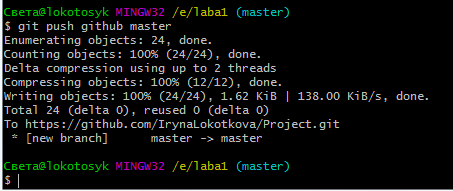 Света@lokotosyk MINGW32 /e/laba1 (master)
$ git push github master
Enumerating objects: 24, done.
Counting objects: 100% (24/24), done.
Delta compression using up to 2 threads
Compressing objects: 100% (12/12), done.
Writing objects: 100% (24/24), 1.62 KiB | 138.00 KiB/s, done.
Total 24 (delta 0), reused 0 (delta 0)
To https://github.com/IrynaLokotkova/Project.git
 * [new branch]      master -> master
Света@lokotosyk MINGW32 /e/laba1 (master)
$